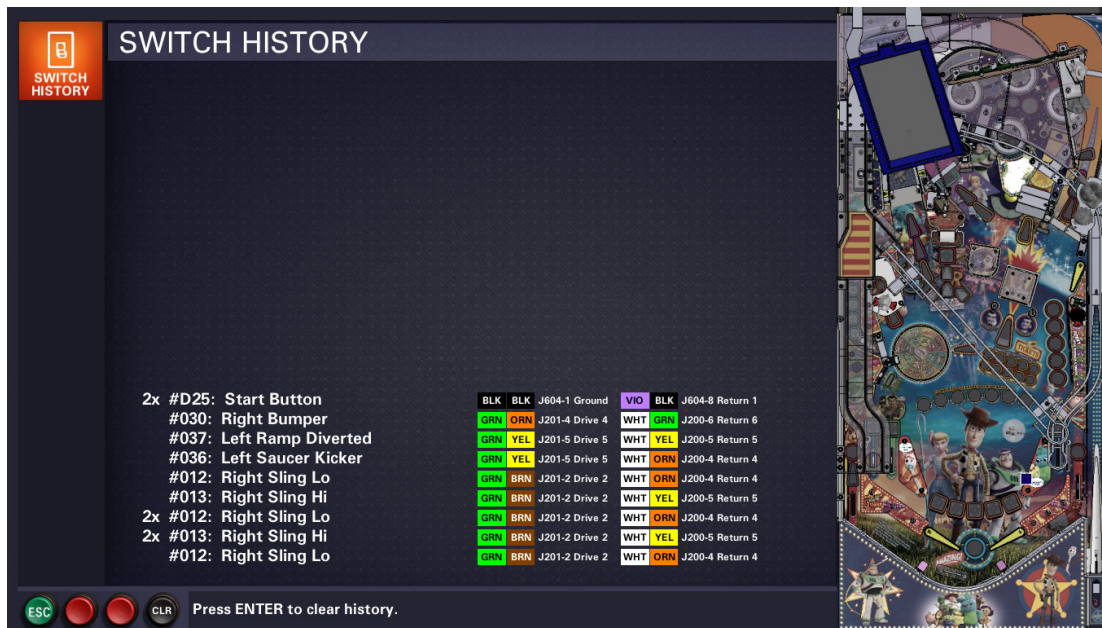 SWITCH HISTORY
SWITCH
HISTORY
2x #D25: Start Button BLK BLK J604-1 Ground VIO BLK J604-8 Return 1
#030: Right Bumper GRN ORN J201-4 Drive 4 WHT GRN J200-6 Return 6
#037: Left Ramp Diverted GRN YEL J201-5 Drive 5 WHT YEL J200-5 Return 5
#036: Left Saucer Kicker GRN YEL J201-5 Drive 5 WHT ORN J200-4 Return 4
#012: Right Sling Lo GRN BRN J201-2 Drive 2 WHT ORN J200-4 Return 4
#013: Right Sling Hi GRN BRN J201-2 Drive 2 WHT YEL J200-5 Return 5
2x #012: Right Sling Lo GRN BRN J201-2 Drive 2 WHT ORN J200-4 Return 4
2x #013: Right Sling Hi GRN BRN J201-2 Drive 2 WHT YEL J200-5 Return 5
#012: Right Sling Lo GRN BRN J201-2 Drive 2 WHT ORN J200-4 Return 4
ESC CLR Press ENTER to clear history.
TICKETS
AMAZING!